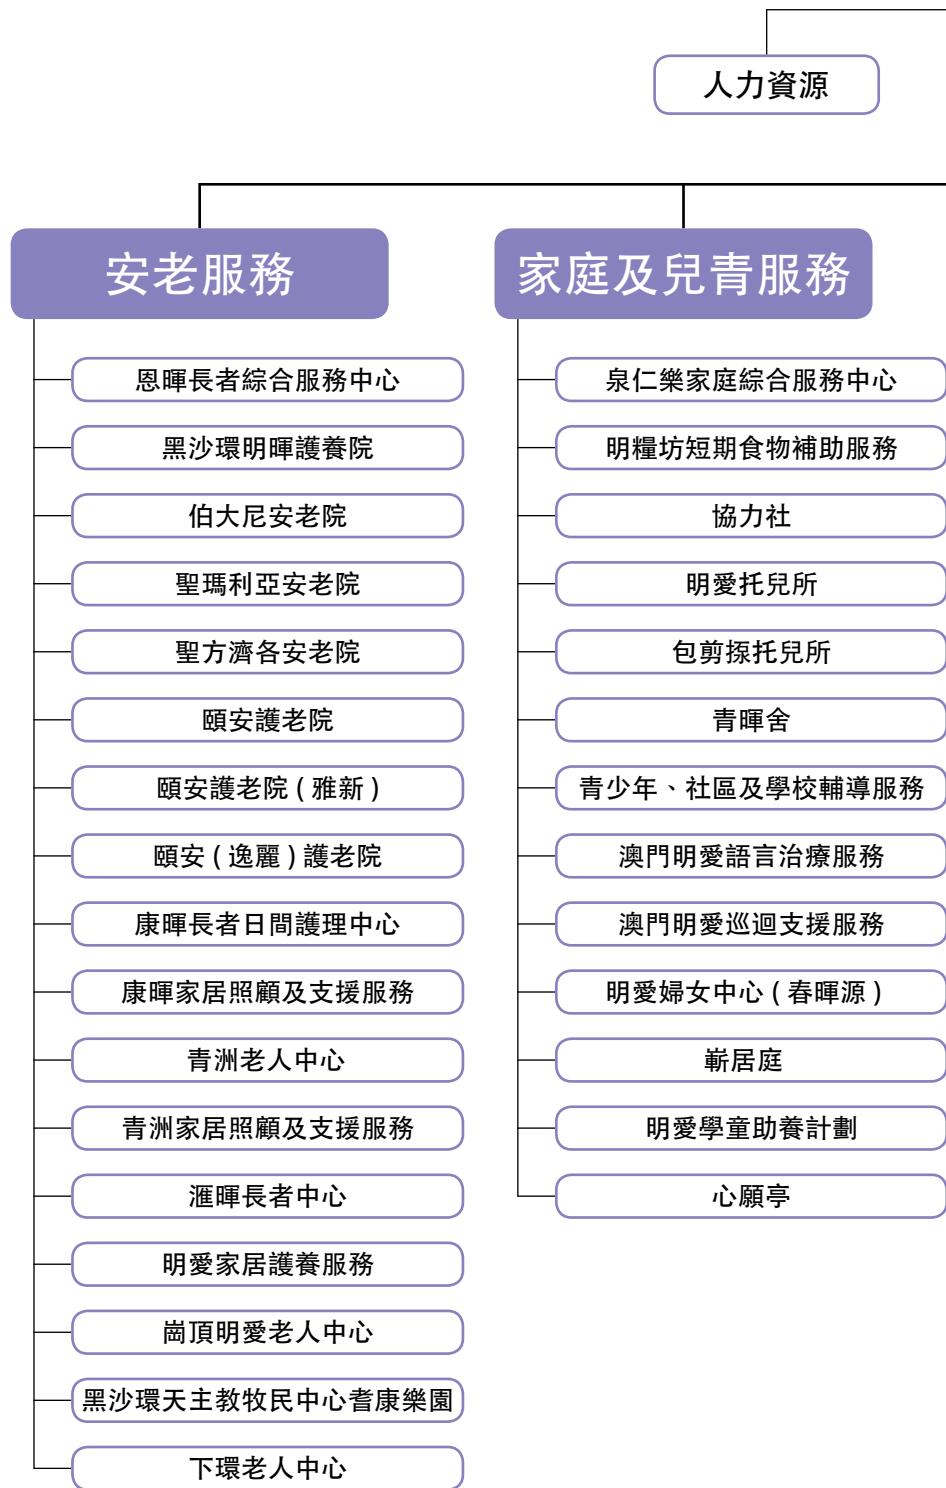 人力資源
安老服務
恩暉長者綜合服務中心
黑沙環明暉護養院
伯大尼安老院
聖瑪利亞安老院
聖方濟各安老院
頤安護老院
頤安護老院 ( 雅新 )
頤安 ( 逸麗 ) 護老院
康暉長者日間護理中心
康暉家居照顧及支援服務
青洲老人中心
青洲家居照顧及支援服務
滙暉長者中心
明愛家居護養服務
崗頂明愛老人中心
黑沙環天主教牧民中心耆康樂園
下環老人中心
家庭及兒青服務
泉仁樂家庭綜合服務中心
明糧坊短期食物補助服務
協力社
明愛托兒所
包剪揼托兒所
青暉舍
青少年、社區及學校輔導服務
澳門明愛語言治療服務
澳門明愛巡迴支援服務
明愛婦女中心 ( 春暉源 )
嶄居庭
明愛學童助養計劃
心願亭